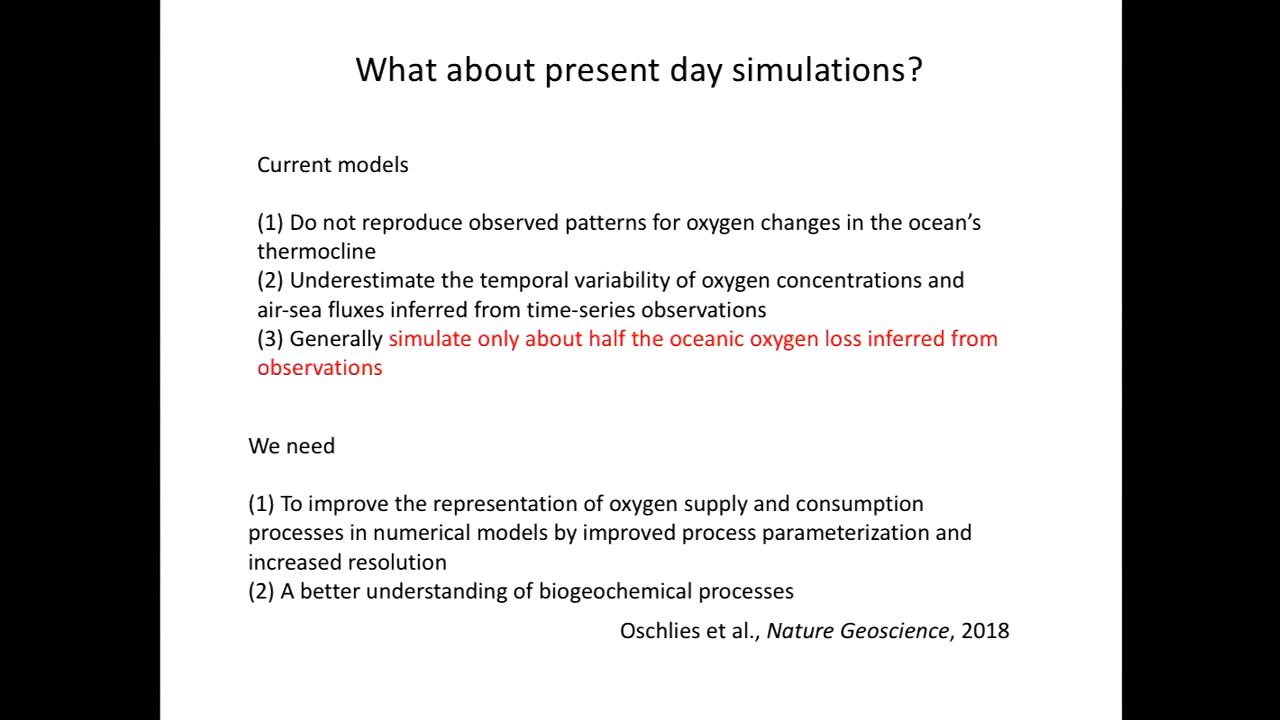 What about present day simulations?
Current models
(1) Do not reproduce observed patterns for oxygen changes in the ocean’s
thermocline
(2) Underestimate the temporal variability of oxygen concentrations and
air-sea fluxes inferred from time-series observations
(3) Generally simulate only about half the oceanic oxygen loss inferred from
observations
We need
(1) To improve the representation of oxygen supply and consumption
processes in numerical models by improved process parameterization and
increased resolution
(2) A better understanding of biogeochemical processes
Oschlies et al., Nature Geoscience, 2018